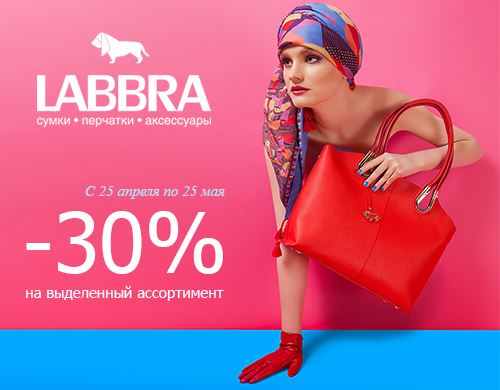 LABBRA
сумки • перчатки • аксессуары
С 25 апреля по 25 мая
-30%
на выделенный ассортимент